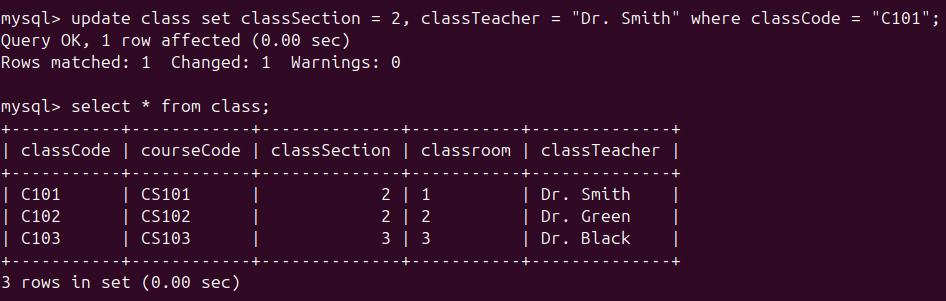 mysql> update class set classSection = 2, classTeacher = "Dr. Smith" where classCode = "C101";
Query OK, 1 row affected (0.00 sec)
Rows matched: 1  Changed: 1  Warnings: 0

mysql> select * from class;
+-----------+------------+--------------+-----------+--------------+
| classCode | courseCode | classSection | classroom | classTeacher |
+-----------+------------+--------------+-----------+--------------+
| C101      | CS101      |            2 | 1         | Dr. Smith    |
| C102      | CS102      |            2 | 2         | Dr. Green    |
| C103      | CS103      |            3 | 3         | Dr. Black    |
+-----------+------------+--------------+-----------+--------------+
3 rows in set (0.00 sec)